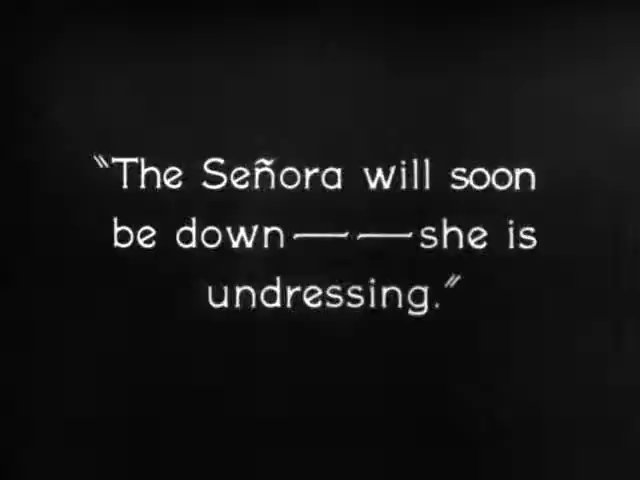 "The Señora will soon
be down — — she is
undressing."